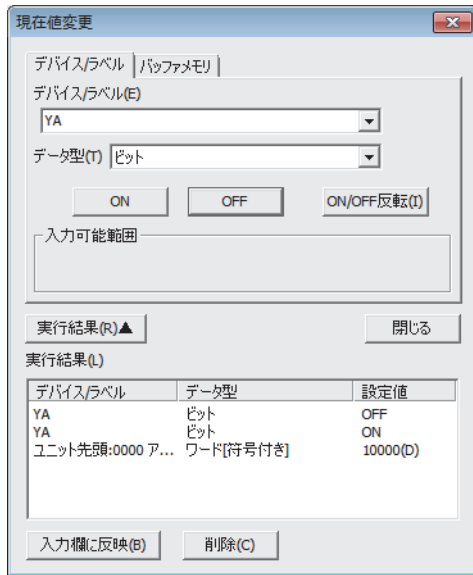 現在値変更
デバイス/ラベル バッファメモリ
デバイス/ラベル(E)
YA
データ型(T) ビット
ON OFF ON/OFF反転(I)
入力可能範囲
実行結果(R)▲ 閉じる
実行結果(L)
デバイス/ラベル データ型 設定値
YA ビット OFF
YA ビット ON
ユニット先頭:0000 ア... ワード[符号付き] 10000(D)
入力欄に反映(B) 削除(C)